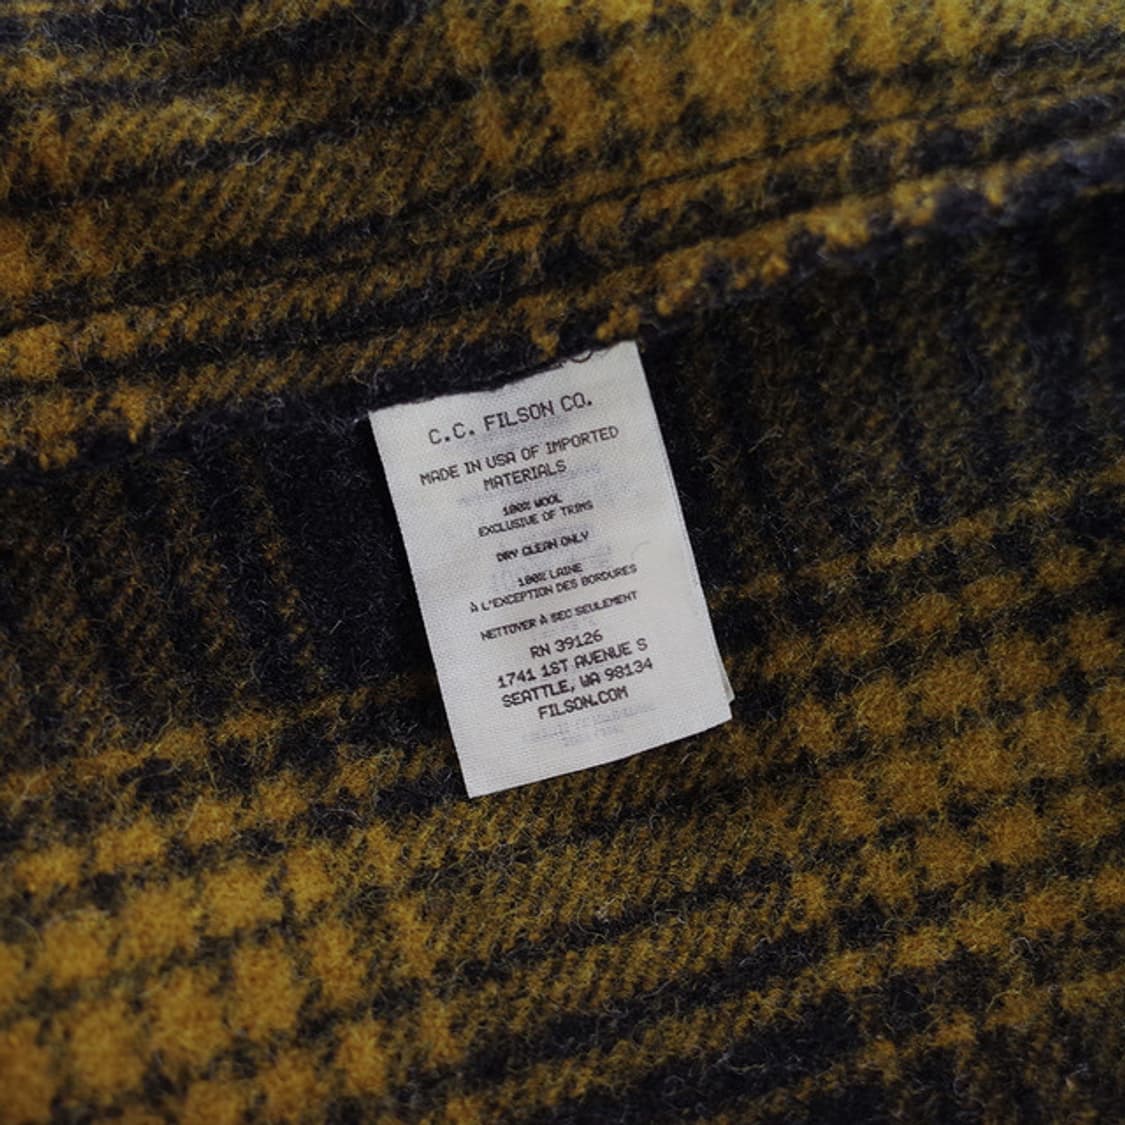 C.C. FILSON CO.
MADE IN USA OF IMPORTED
MATERIALS
100% WOOL
EXCLUSIVE OF TRIMS
DRY CLEAN ONLY
100% LAINE
À L'EXCEPTION DES BORDURES
NETTOYER À SEC SEULEMENT
RN 39126
1741 1ST AVENUE S
SEATTLE, WA 98134
FILSON.COM